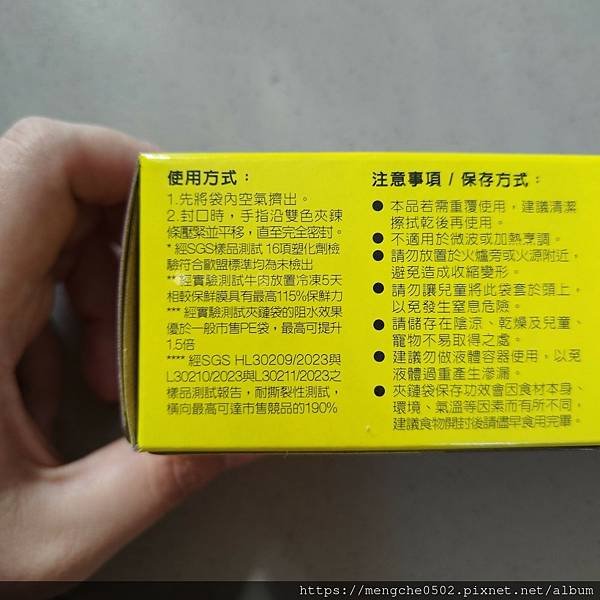 使用方式：
1.先將袋內空氣擠出。
2.封口時，手指沿雙色夾鍊
條壓緊並平移，直至完全密封。
* 經SGS樣品測試 16項塑化劑檢
驗符合歐盟標準均為未檢出
** 經實驗測試牛肉放置冷凍5天
相較保鮮膜具有最高115%保鮮力
*** 經實驗測試夾鏈袋的阻水效果
優於一般市售PE袋，最高可提升
1.5倍
**** 經SGS HL30209/2023與
L30210/2023與L30211/2023之
樣品測試報告，耐撕裂性測試，
橫向最高可達市售競品的190%
注意事項 / 保存方式：
● 本品若需重覆使用，建議清潔
擦拭乾後再使用。
● 不適用於微波或加熱烹調。
● 請勿放置於火爐旁或火源附近，
避免造成收縮變形。
● 請勿讓兒童將此袋套於頭上，
以免發生窒息危險。
● 請儲存在陰涼、乾燥及兒童、
寵物不易取得之處。
● 建議勿做液體容器使用，以免
液體過重產生滲漏。
● 夾鏈袋保存功效會因食材本身、
環境、氣溫等因素而有所不同，
建議食物開封後請儘早食用完畢。
https://mengche0502.pixnet.net/album